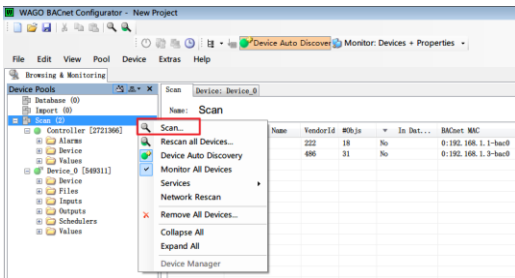 WAGO BACnet Configurator - New Project
Device Auto Discover Monitor: Devices + Properties
File Edit View Pool Device Extras Help
Browsing & Monitoring
Device Pools
Scan Device: Device_0
Database (0)
Import (0)
Name: Scan
Scan (2)
Controller [2721366]
Scan...
Name VendorId #Objs In Dat... BACnet MAC
Alarms
Rescan all Devices...
222 18 No 0:192.168.1.1-bac0
Device
Device Auto Discovery
486 31 No 0:192.168.1.3-bac0
Values
Monitor All Devices
Device_0 [549311]
Services
Device
Network Rescan
Files
Inputs
Remove All Devices...
Outputs
Schedulers
Collapse All
Values
Expand All
Device Manager